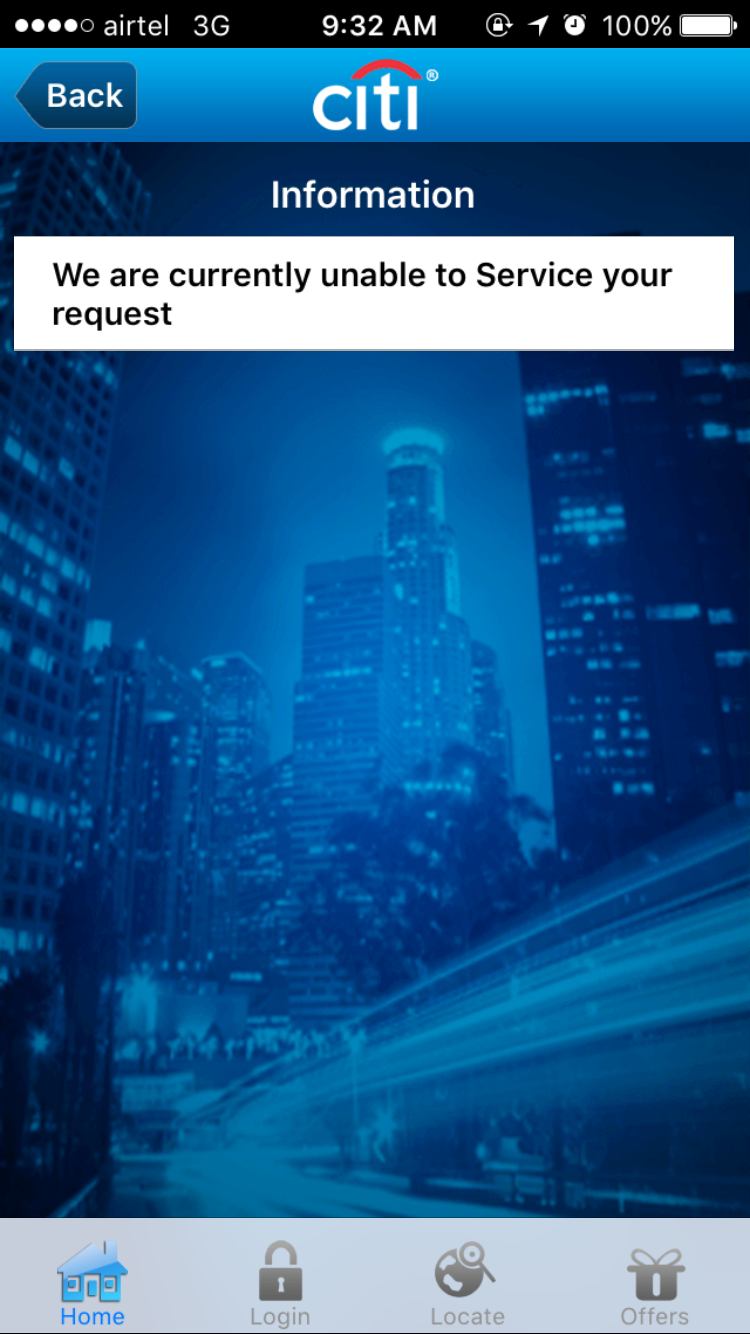 airtel 3G 9:32 AM 100%
Back citi®
Information
We are currently unable to Service your
request
Home Login Locate Offers